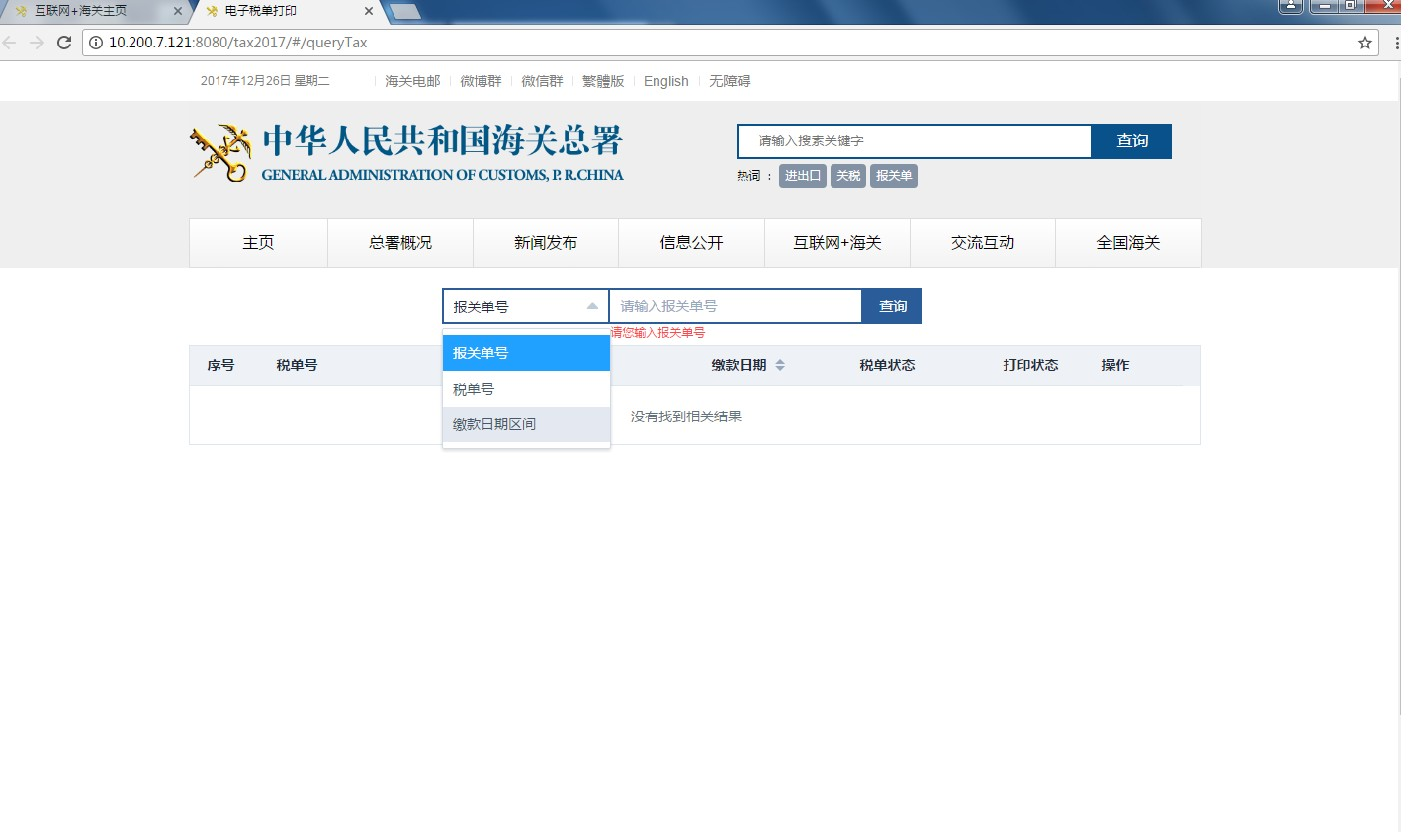 互联网+海关主页
电子税单打印
10.200.7.121:8080/tax2017/#/queryTax
2017年12月26日 星期二 海关电邮 微博群 微信群 繁體版 English 无障碍
中华人民共和国海关总署
GENERAL ADMINISTRATION OF CUSTOMS, P. R.CHINA
请输入搜素关键字 查询
热词 ： 进出口 关税 报关单
主页 总署概况 新闻发布 信息公开 互联网+海关 交流互动 全国海关
报关单号 请输入报关单号 查询
请您输入报关单号
序号 税单号 缴款日期 税单状态 打印状态 操作
报关单号
税单号
缴款日期区间
没有找到相关结果